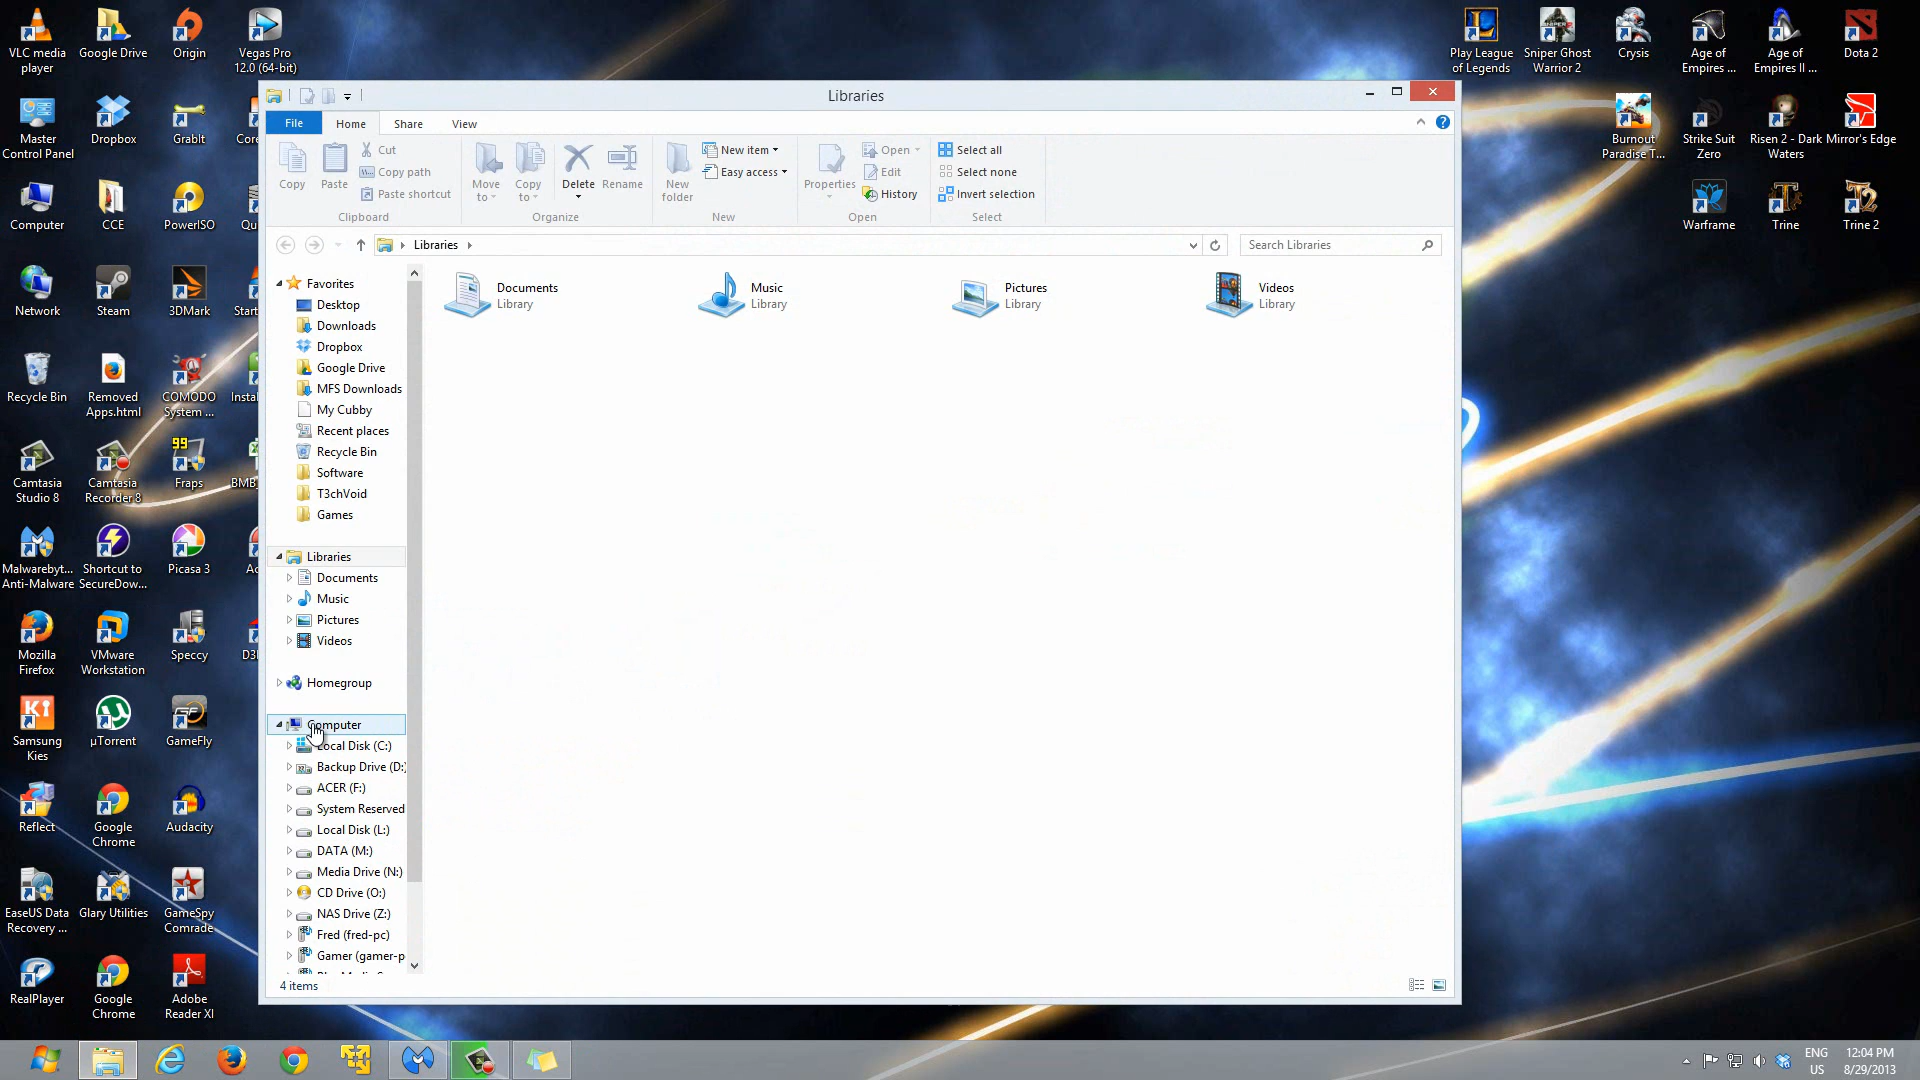 VLC media player
Google Drive
Origin
Vegas Pro 12.0 (64-bit)
Master Control Panel
Dropbox
GrabIt
Computer
CCE
PowerISO
Network
Steam
3DMark
Recycle Bin
Removed Apps.html
COMODO System ...
Camtasia Studio 8
Camtasia Recorder 8
99
Fraps
Malwarebyt... Anti-Malware
Shortcut to SecureDow...
Picasa 3
Mozilla Firefox
VMware Workstation
Speccy
Samsung Kies
µTorrent
GameFly
Reflect
Google Chrome
Audacity
EaseUS Data Recovery ...
Glary Utilities
GameSpy Comrade
RealPlayer
Google Chrome
Adobe Reader XI
Libraries
File Home Share View
Copy
Paste
Cut
Copy path
Paste shortcut
Clipboard
Move to
Copy to
Delete
Rename
Organize
New folder
New item
Easy access
New
Properties
Open
Edit
History
Open
Select all
Select none
Invert selection
Select
Libraries
Search Libraries
Favorites
Desktop
Downloads
Dropbox
Google Drive
MFS Downloads
My Cubby
Recent places
Recycle Bin
Software
T3chVoid
Games
Libraries
Documents
Music
Pictures
Videos
Homegroup
Computer
Local Disk (C:)
Backup Drive (D:)
ACER (F:)
System Reserved
Local Disk (L:)
DATA (M:)
Media Drive (N:)
CD Drive (O:)
NAS Drive (Z:)
Fred (fred-pc)
Gamer (gamer-p
Documents
Library
Music
Library
Pictures
Library
Videos
Library
4 items
Play League of Legends
Sniper Ghost Warrior 2
Crysis
Age of Empires ...
Age of Empires II ...
Dota 2
Burnout Paradise T...
Strike Suit Zero
Risen 2 - Dark Waters
Mirror's Edge
Warframe
Trine
Trine 2
ENG
US
12:04 PM
8/29/2013